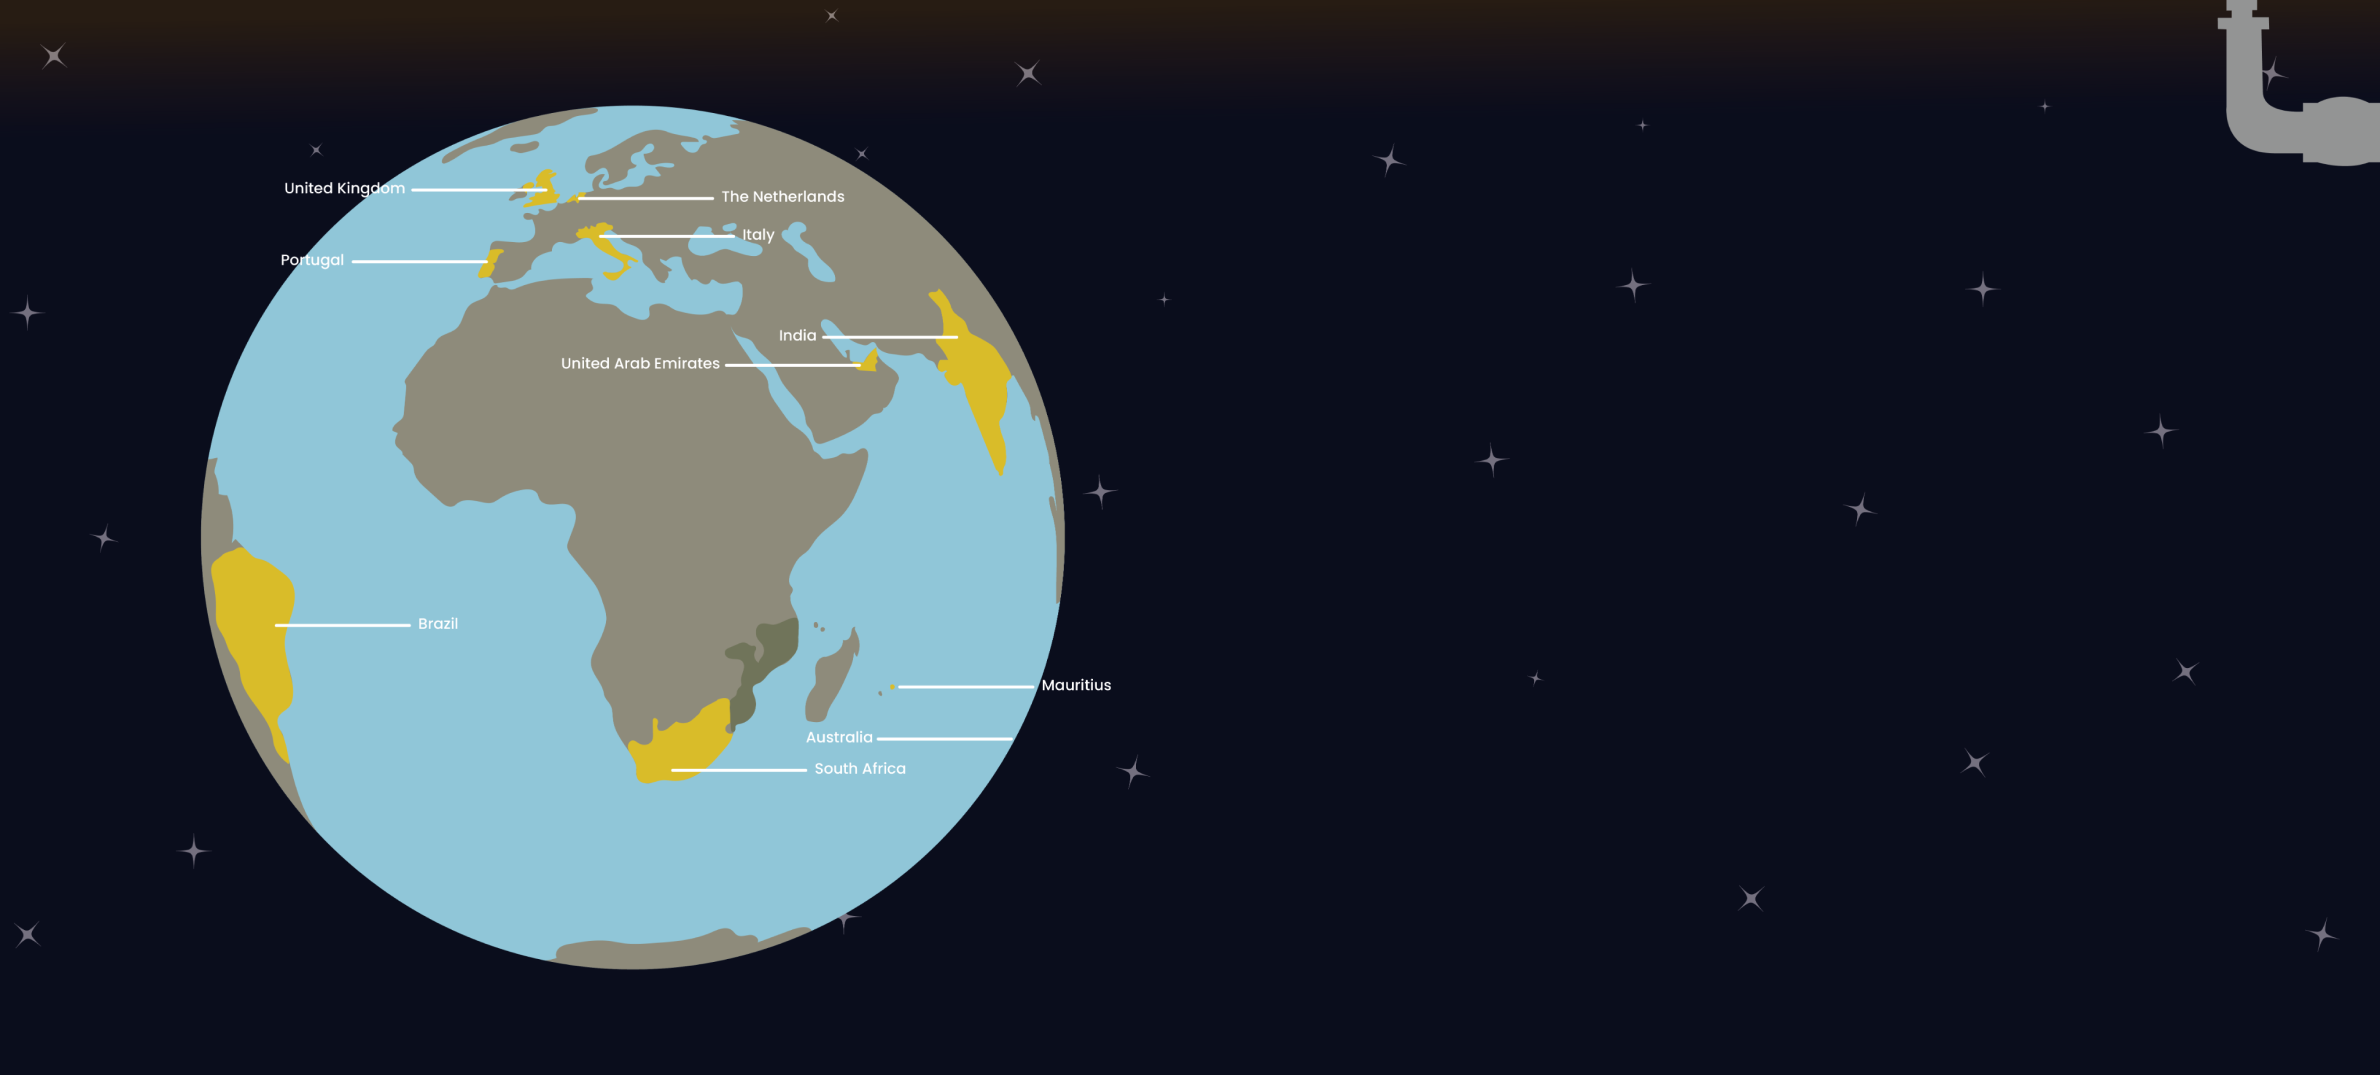 United Kingdom
The Netherlands
Italy
Portugal
India
United Arab Emirates
Brazil
Mauritius
Australia
South Africa